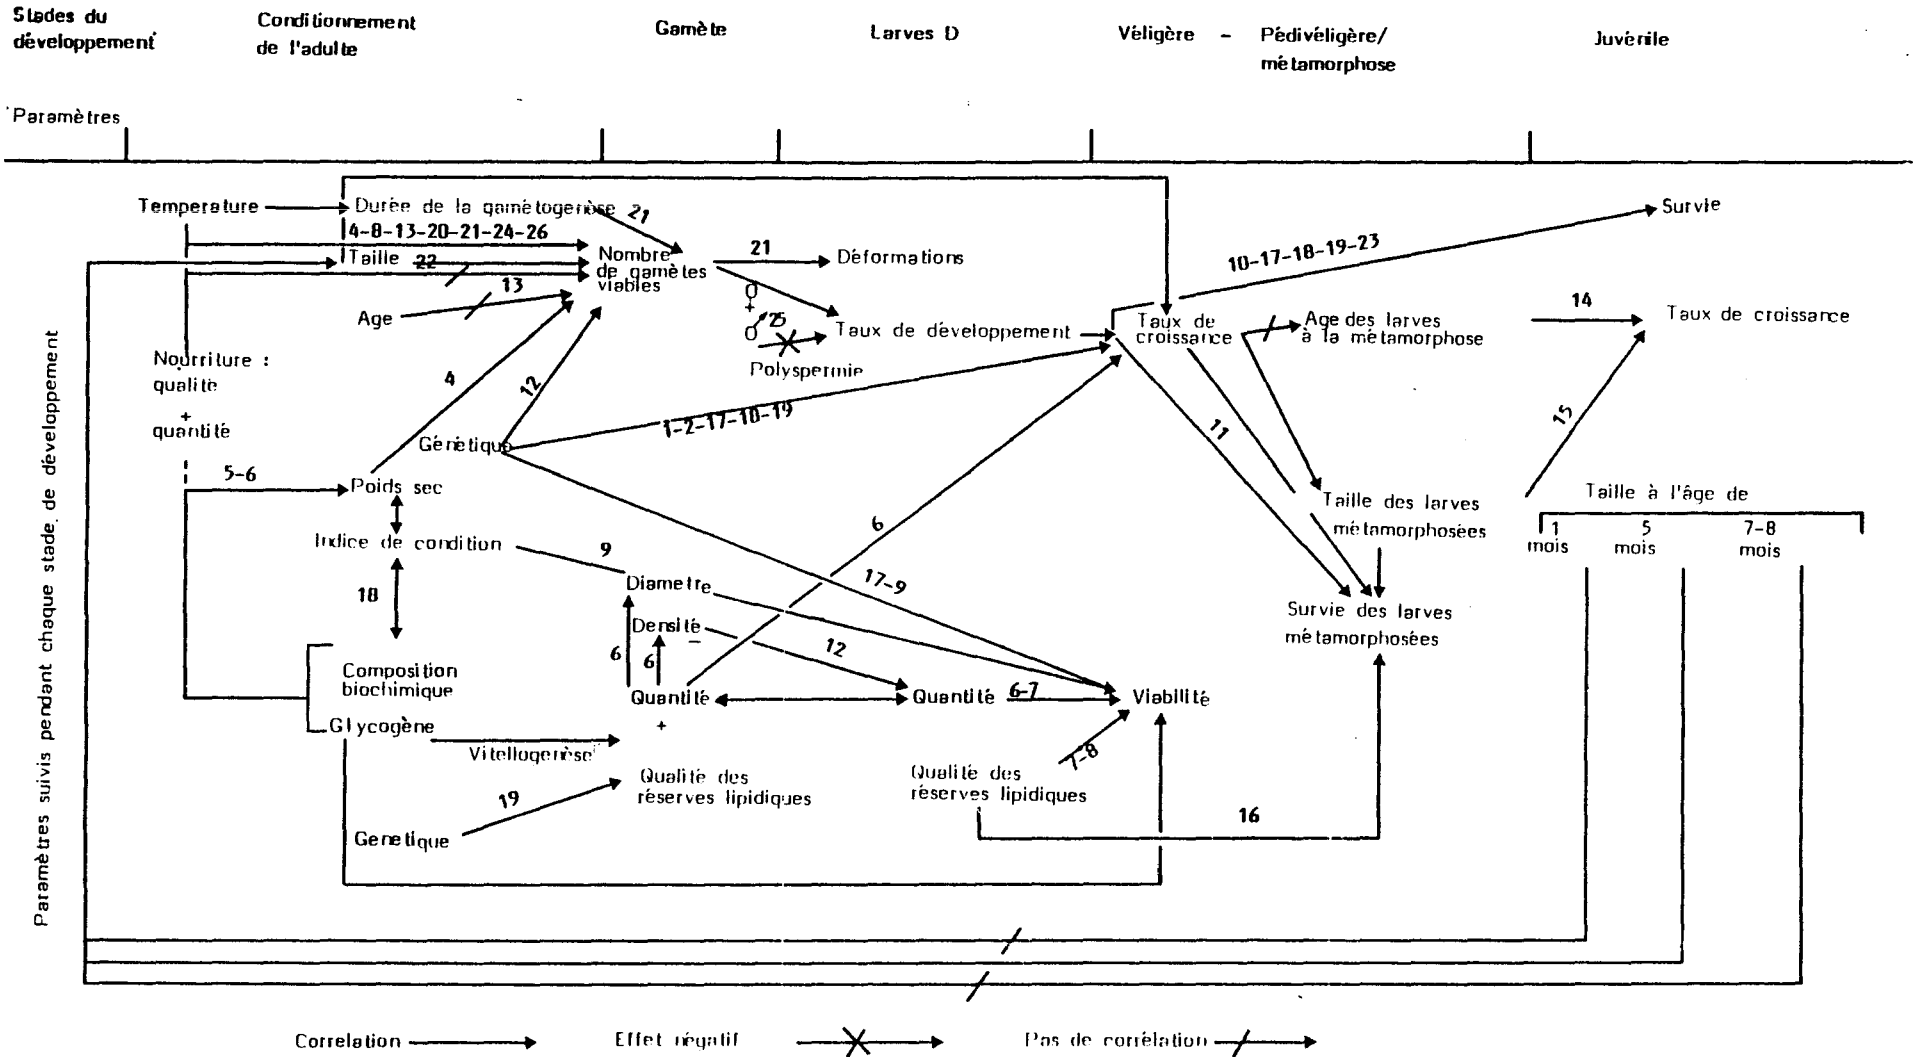 Stades du
développement
Conditionnement
de l'adulte
Gamète
Larves D
Véligère - Pédivéligère/
métamorphose
Juvénile
Paramètres
Paramètres suivis pendant chaque stade de développement
Temperature
Durée de la gamétogenèse
21
4-8-13-20-21-24-26
Taille
22
Nombre
de gamètes
viables
21
Déformations
13
Age
25
Taux de développement
Polyspermie
Taux de
croissance
Age des larves
à la métamorphose
10-17-18-19-23
Survie
14
Taux de croissance
Nourriture :
qualité
+
quantité
4
12
Génétique
1-2-17-18-19
11
15
5-6
Poids sec
Taille des larves
métamorphosées
Taille à l'âge de
1
mois
5
mois
7-8
mois
Indice de condition
9
6
17-9
18
Diametre
Densité
-
6
6
12
Survie des larves
métamorphosées
Composition
biochimique
Glycogène
Quantité
+
Quantité
6-7
Viabilité
Vitellogenèse
7-8
Qualité des
réserves lipidiques
Qualité des
réserves lipidiques
19
Genetique
16
Correlation
Effet négatif
Pas de corrélation